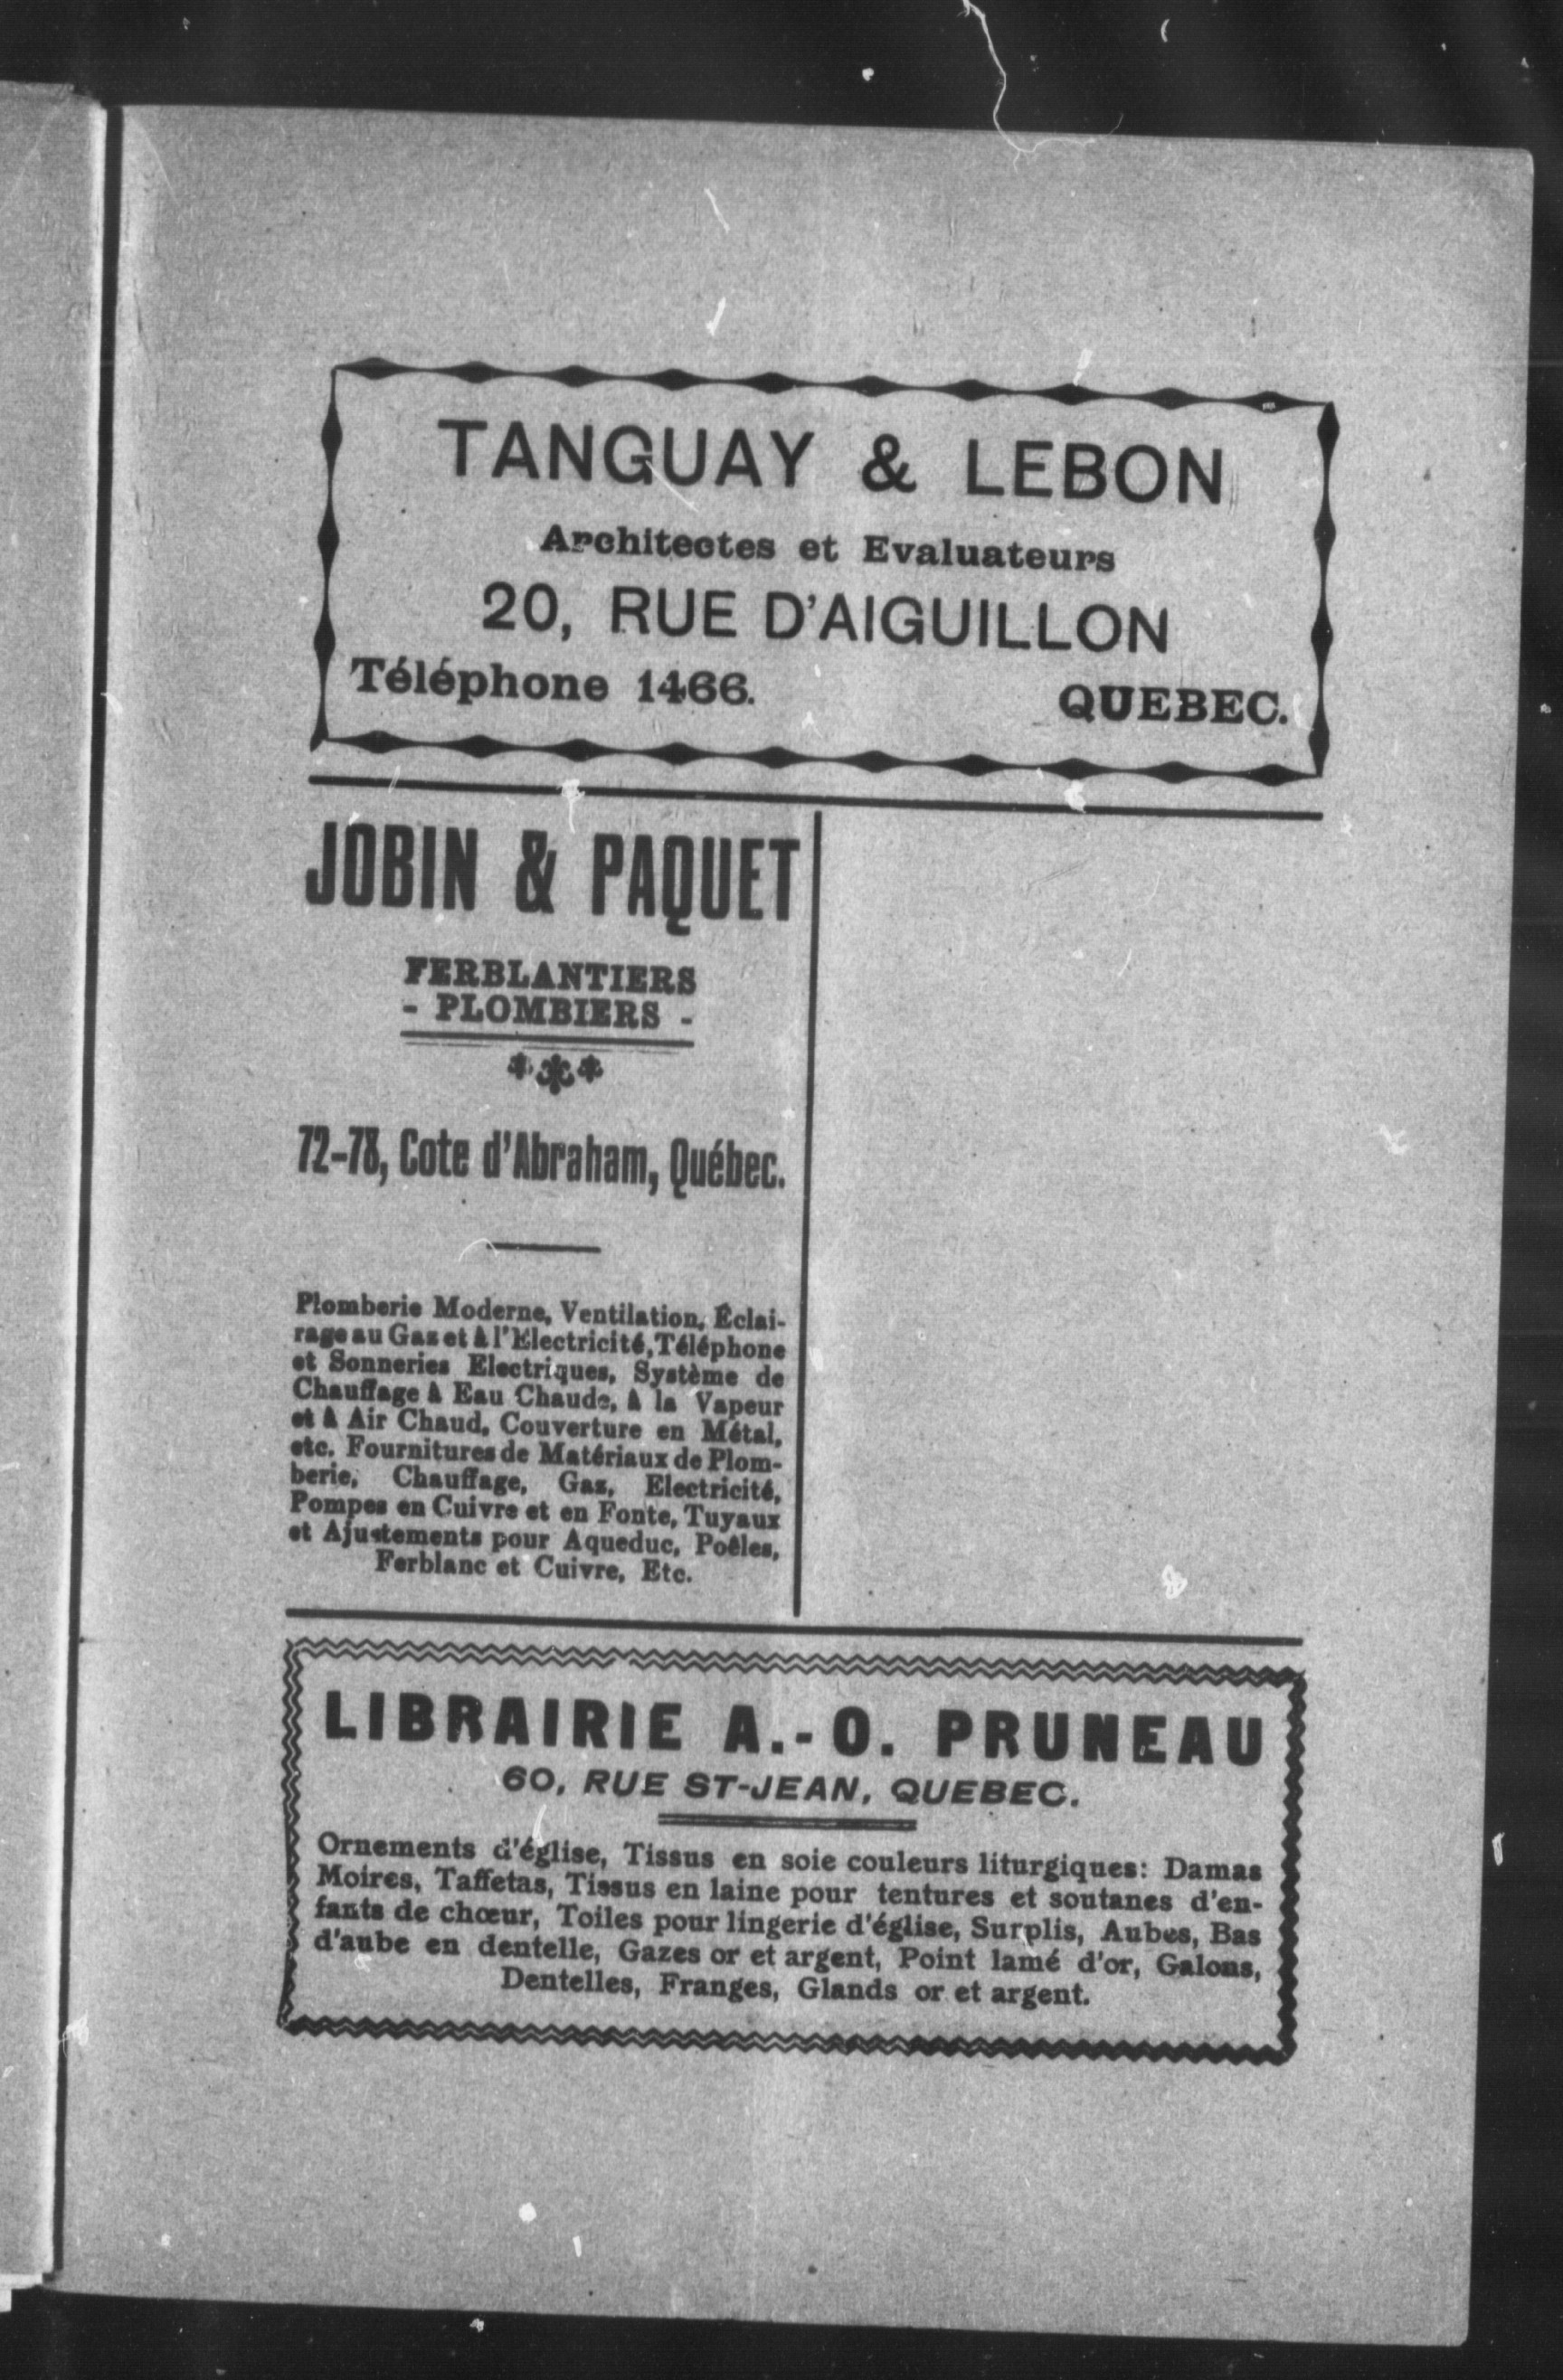 TANGUAY & LEBON
Architectes et Evaluateurs
20, RUE D'AIGUILLON
Téléphone 1466. QUEBEC.
JOBIN & PAQUET
FERBLANTIERS
- PLOMBIERS -
72-78, Cote d'Abraham, Québec.
Plomberie Moderne, Ventilation, Éclai-
rage au Gas et à l'Electricité, Téléphone
et Sonneries Electriques, Système de
Chauffage à Eau Chaude, à la Vapeur
et à Air Chaud, Couverture en Métal,
etc. Fournitures de Matériaux de Plom-
berie, Chauffage, Gas, Electricité,
Pompes en Cuivre et en Fonte, Tuyaux
et Ajustements pour Aqueduc, Poêles,
Ferblanc et Cuivre, Etc.
LIBRAIRIE A.-O. PRUNEAU
60, RUE ST-JEAN, QUEBEC.
Ornements d'église, Tissus en soie couleurs liturgiques: Damas
Moires, Taffetas, Tissus en laine pour tentures et soutanes d'en-
fants de chœur, Toiles pour lingerie d'église, Surplis, Aubes, Bas
d'aube en dentelle, Gazes or et argent, Point lamé d'or, Galons,
Dentelles, Franges, Glands or et argent.